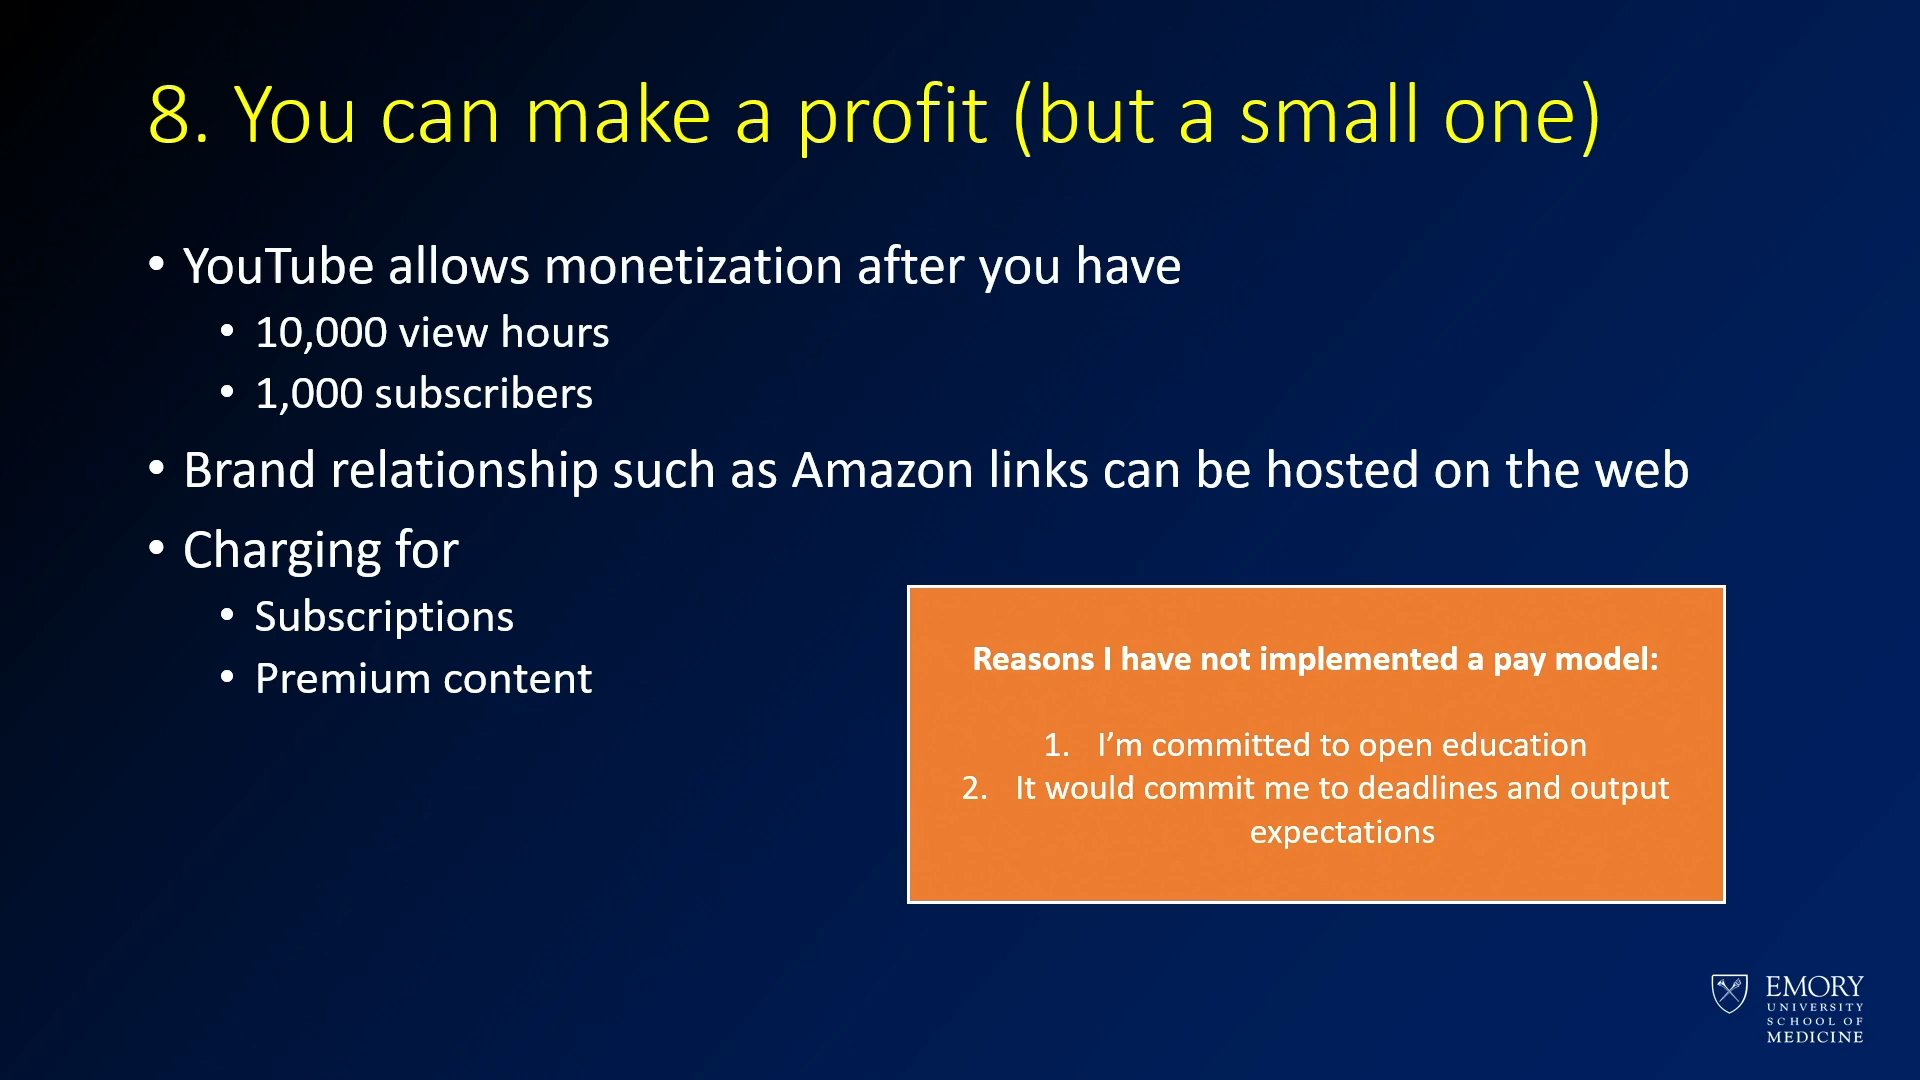 8. You can make a profit (but a small one)
• YouTube allows monetization after you have
• 10,000 view hours
• 1,000 subscribers
• Brand relationship such as Amazon links can be hosted on the web
• Charging for
• Subscriptions
• Premium content
Reasons I have not implemented a pay model:
1. I’m committed to open education
2. It would commit me to deadlines and output
expectations
EMORY
UNIVERSITY
SCHOOL OF
MEDICINE